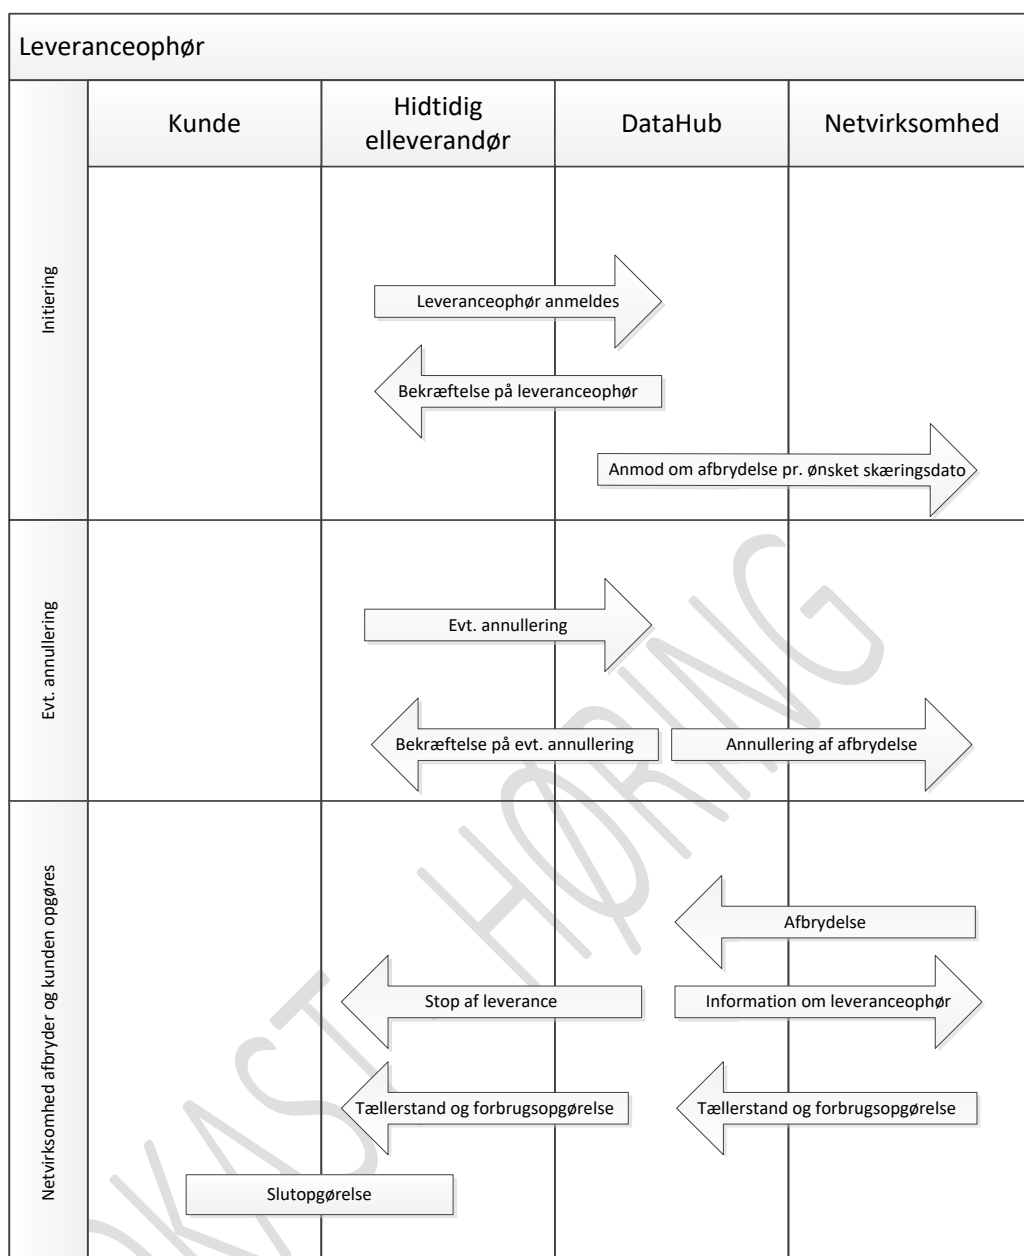 Leveranceophør
Kunde
Hidtidig
elleverandør
DataHub
Netvirksomhed
Initiering
Leveranceophør anmeldes
Bekræftelse på leveranceophør
Anmod om afbrydelse pr. ønsket skæringsdato
Evt. annullering
Evt. annullering
Bekræftelse på evt. annullering
Annullering af afbrydelse
Netvirksomhed afbryder og kunden opgøres
Afbrydelse
Stop af leverance
Information om leveranceophør
Tællerstand og forbrugsopgørelse
Tællerstand og forbrugsopgørelse
Slutopgørelse
HØRING